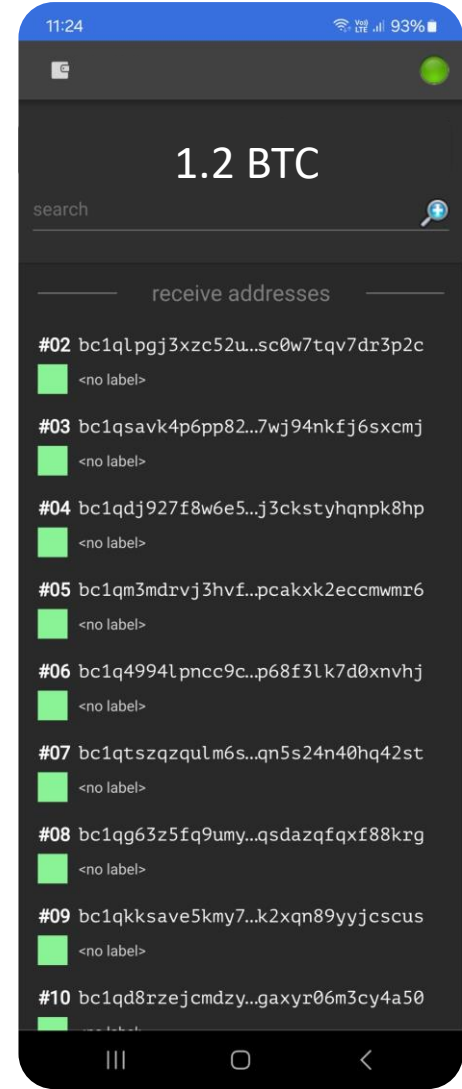 11:24 Vo) LTE 93%
1.2 BTC
search
receive addresses
#02 bc1qlpgj3xzc52u…sc0w7tqv7dr3p2c
<no label>
#03 bc1qsavk4p6pp82…7wj94nkfj6sxcmj
<no label>
#04 bc1qdj927f8w6e5…j3ckstyhqnpk8hp
<no label>
#05 bc1qm3mdrvj3hvf…pcakxk2eccmwmr6
<no label>
#06 bc1q4994lpncc9c…p68f3lk7d0xnvhj
<no label>
#07 bc1qtszqzqulm6s…qn5s24n40hq42st
<no label>
#08 bc1qg63z5fq9umy…qsdazqfqxf88krg
<no label>
#09 bc1qkksave5kmy7…k2xqn89yyjcscus
<no label>
#10 bc1qd8rzejcmdzy…gaxyr06m3cy4a50